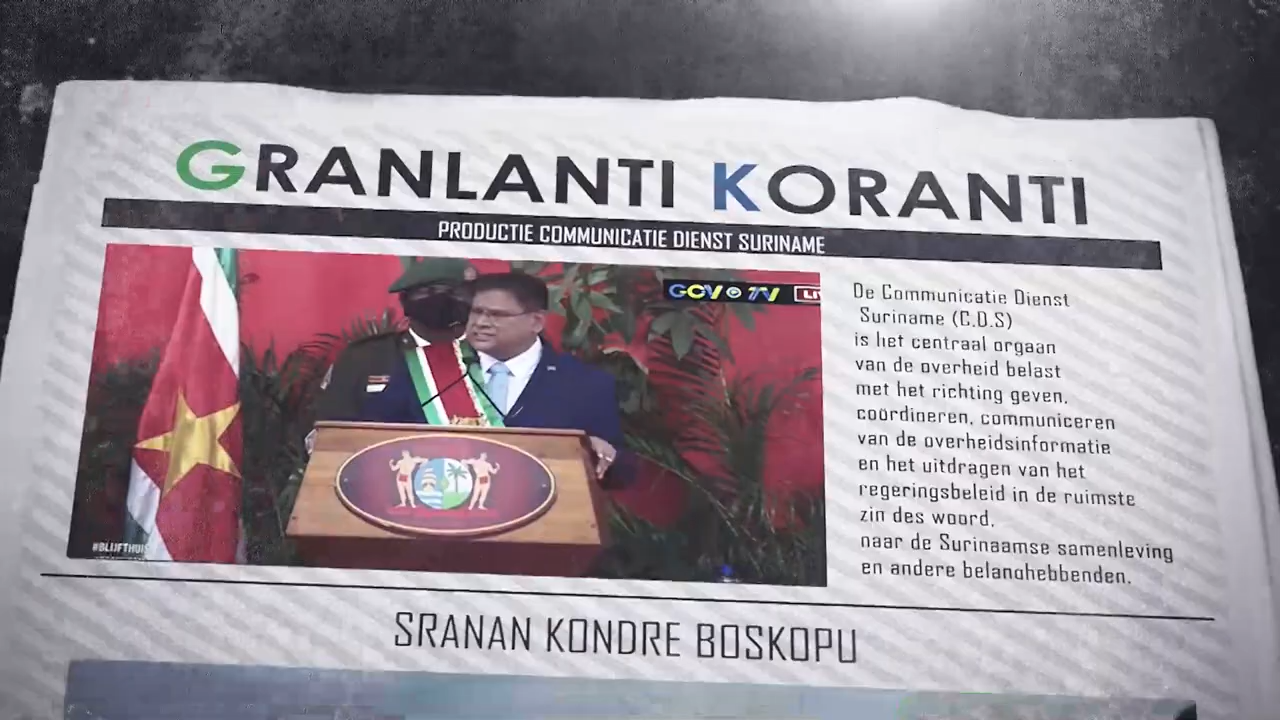 GRANLANTI KORANTI
PRODUCTIE COMMUNICATIE DIENST SURINAME
GOV TV
De Communicatie Dienst
Suriname (C.D.S)
is het centraal orgaan
van de overheid belast
met het richting geven,
coördineren, communiceren
van de overheidsinformatie
en het uitdragen van het
regeringsbeleid in de ruimste
zin des woord,
naar de Surinaamse samenleving
en andere belanghebbenden.
#BLIJFTHUIS
SRANAN KONDRE BOSKOPU